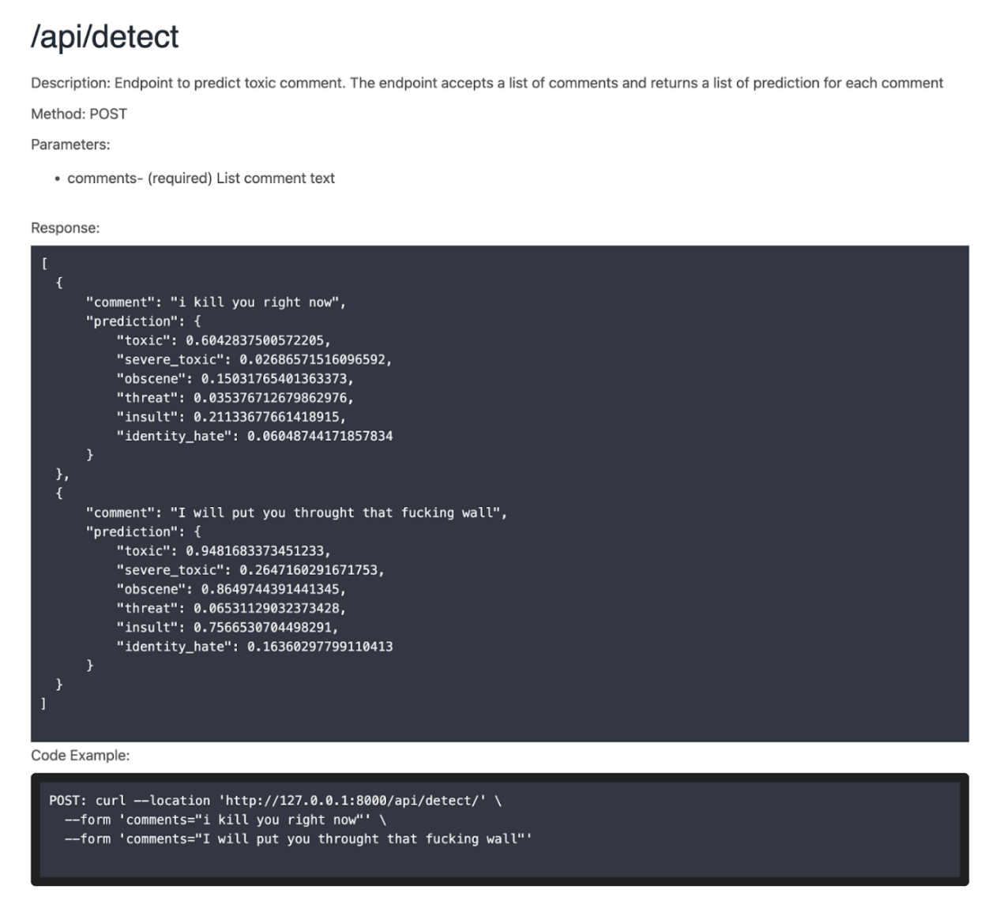 /api/detect
Description: Endpoint to predict toxic comment. The endpoint accepts a list of comments and returns a list of prediction for each comment
Method: POST
Parameters:
• comments- (required) List comment text
Response:
[
  {
      "comment": "i kill you right now",
      "prediction": {
          "toxic": 0.6042837500572205,
          "severe_toxic": 0.02686571516096592,
          "obscene": 0.15031765401363373,
          "threat": 0.035376712679862976,
          "insult": 0.21133677661418915,
          "identity_hate": 0.06048744171857834
      }
  },
  {
      "comment": "I will put you throught that fucking wall",
      "prediction": {
          "toxic": 0.9481683373451233,
          "severe_toxic": 0.2647160291671753,
          "obscene": 0.8649744391441345,
          "threat": 0.06531129032373428,
          "insult": 0.7566530704498291,
          "identity_hate": 0.16360297799110413
      }
  }
]
Code Example:
POST: curl --location 'http://127.0.0.1:8000/api/detect/' \
  --form 'comments="i kill you right now"' \
  --form 'comments="I will put you throught that fucking wall"'